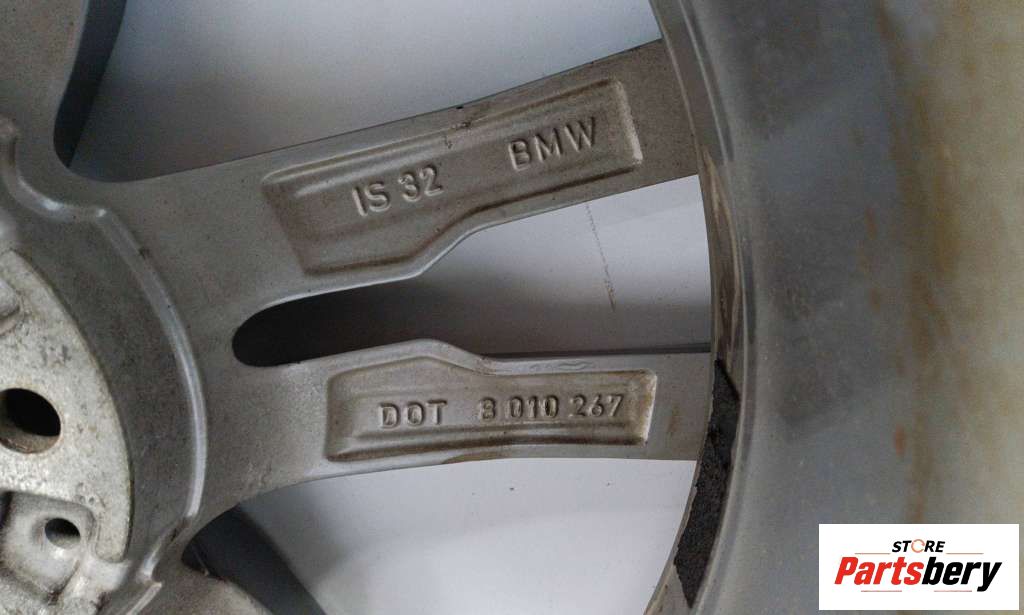 IS 32 BMW
DOT 8 010 267
STORE
Partsbery